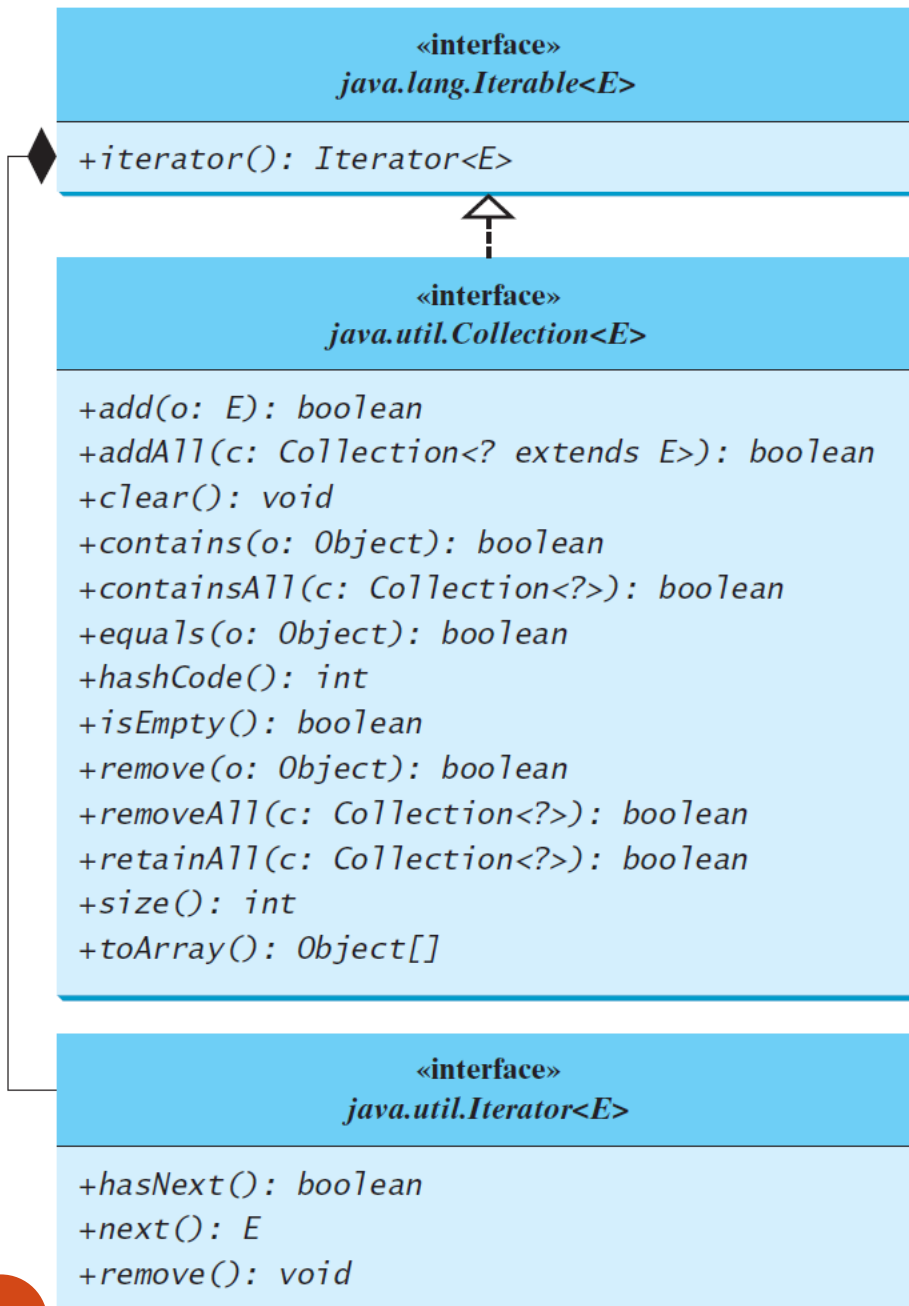 «interface»
java.lang.Iterable<E>
+iterator(): Iterator<E>
«interface»
java.util.Collection<E>
+add(o: E): boolean
+addAll(c: Collection<? extends E>): boolean
+clear(): void
+contains(o: Object): boolean
+containsAll(c: Collection<?>): boolean
+equals(o: Object): boolean
+hashCode(): int
+isEmpty(): boolean
+remove(o: Object): boolean
+removeAll(c: Collection<?>): boolean
+retainAll(c: Collection<?>): boolean
+size(): int
+toArray(): Object[]
«interface»
java.util.Iterator<E>
+hasNext(): boolean
+next(): E
+remove(): void